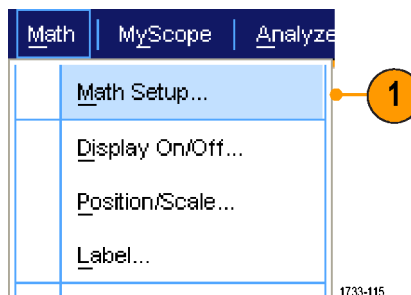 Math | MyScope | Analyze
Math Setup...
1
Display On/Off...
Position/Scale...
Label...
1733-115